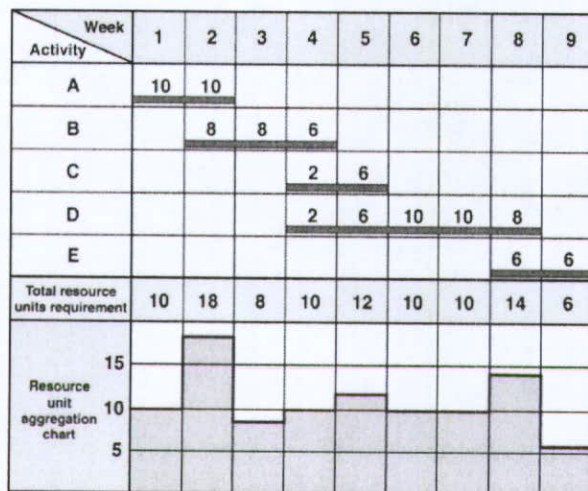 Week
Activity
1 2 3 4 5 6 7 8 9
A 10 10
B 8 8 6
C 2 6
D 2 6 10 10 8
E 6 6
Total resource
units requirement
10 18 8 10 12 10 10 14 6
15
Resource
unit
aggregation
chart
10
5